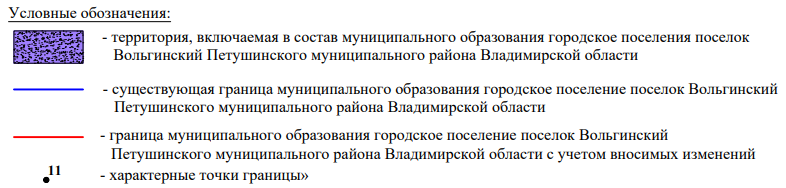 Условные обозначения:
- территория, включаемая в состав муниципального образования городское поселения поселок
Вольгинский Петушинского муниципального района Владимирской области
- существующая граница муниципального образования городское поселение поселок Вольгинский
Петушинского муниципального района Владимирской области
- граница муниципального образования городское поселение поселок Вольгинский
Петушинского муниципального района Владимирской области с учетом вносимых изменений
11 - характерные точки границы»